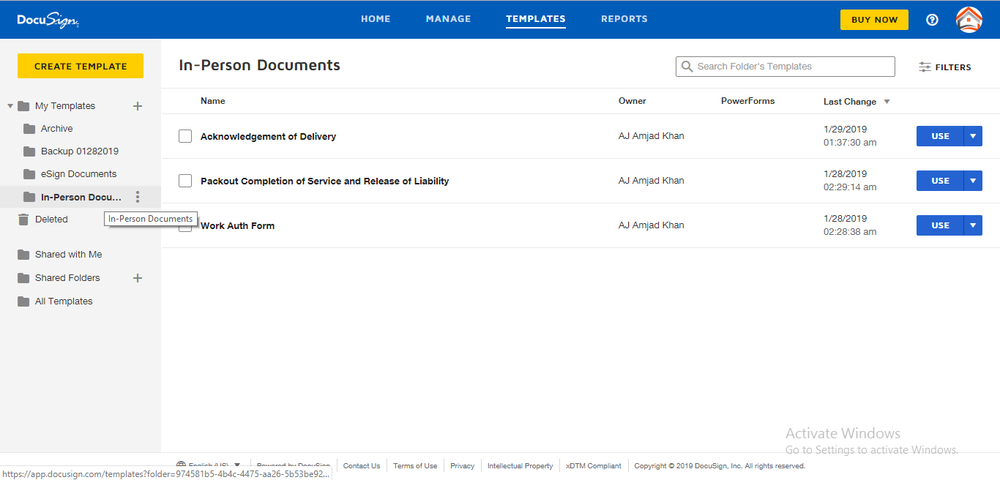 DocuSign
HOME
MANAGE
TEMPLATES
REPORTS
BUY NOW
CREATE TEMPLATE
My Templates
Archive
Backup 01282019
eSign Documents
In-Person Docu...
Deleted
In-Person Documents
Shared with Me
Shared Folders
All Templates
In-Person Documents
Search Folder's Templates
FILTERS
Name Owner PowerForms Last Change
Acknowledgement of Delivery AJ Amjad Khan 1/29/2019 USE
01:37:30 am
Packout Completion of Service and Release of Liability AJ Amjad Khan 1/28/2019 USE
02:29:14 am
Work Auth Form AJ Amjad Khan 1/28/2019 USE
02:28:38 am
Activate Windows
Go to Settings to activate Windows.
English (US) Powered by DocuSign Contact Us Terms of Use Privacy Intellectual Property xDTM Compliant Copyright © 2019 DocuSign, Inc. All rights reserved.
https://app.docusign.com/templates?folder=974581b5-4b4c-4475-aa26-5b53be92...